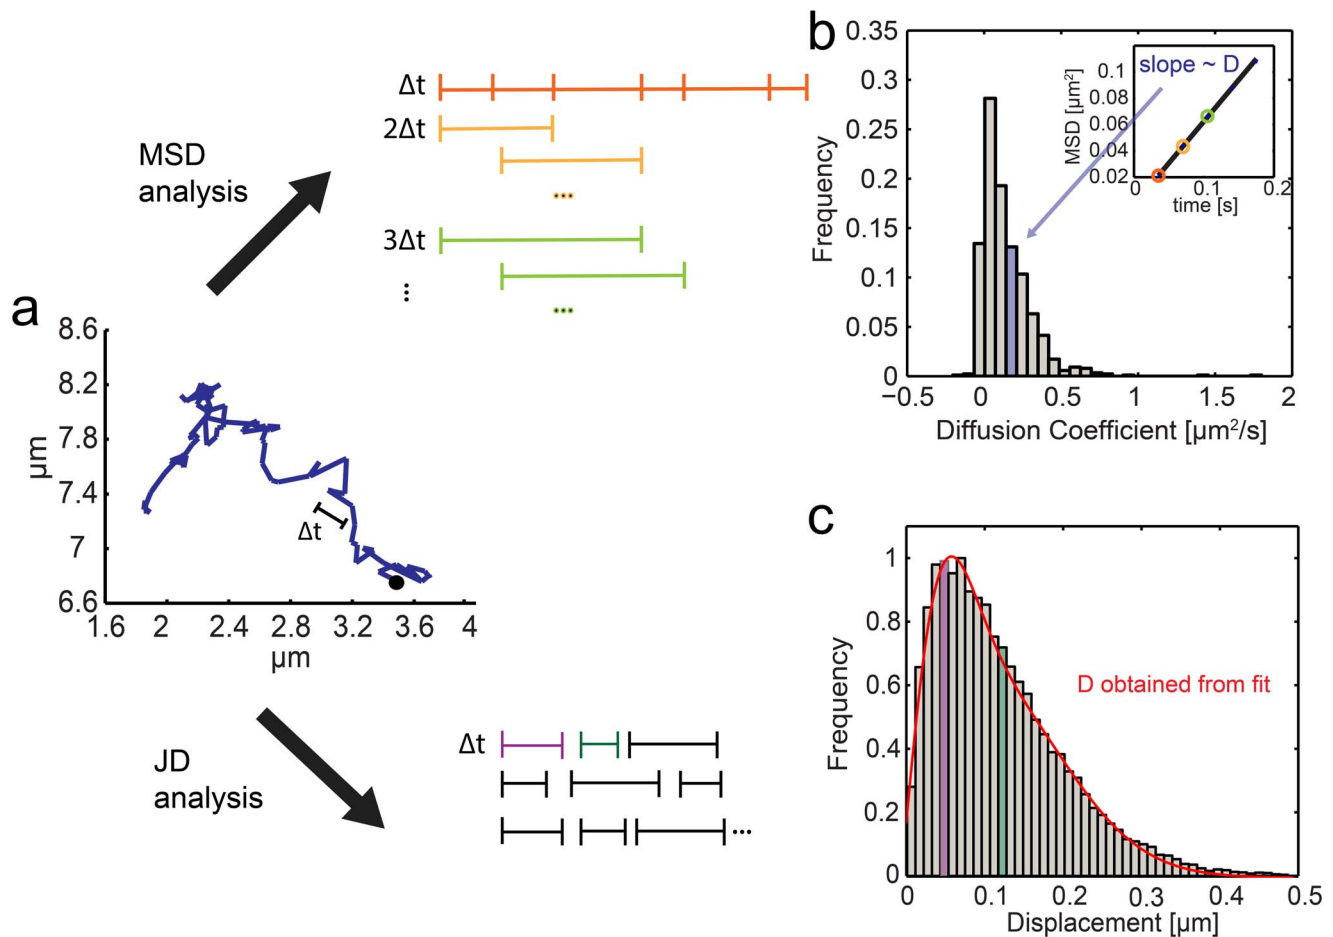 MSD
analysis
Δt
2Δt
...
3Δt
...
...
b
Frequency
0.35
0.3
0.25
0.2
0.15
0.1
0.05
0
−0.5 0 0.5 1 1.5 2
Diffusion Coefficient [µm²/s]
slope ~ D
MSD [µm²]
0.1
0.08
0.06
0.04
0.02
0 0.1 0.2
time [s]
a
µm
8.6
8.2
7.8
7.4
7
6.6
1.6 2 2.4 2.8 3.2 3.6 4
µm
Δt
JD
analysis
Δt
...
c
Frequency
1
0.8
0.6
0.4
0.2
0
0 0.1 0.2 0.3 0.4 0.5
Displacement [µm]
D obtained from fit